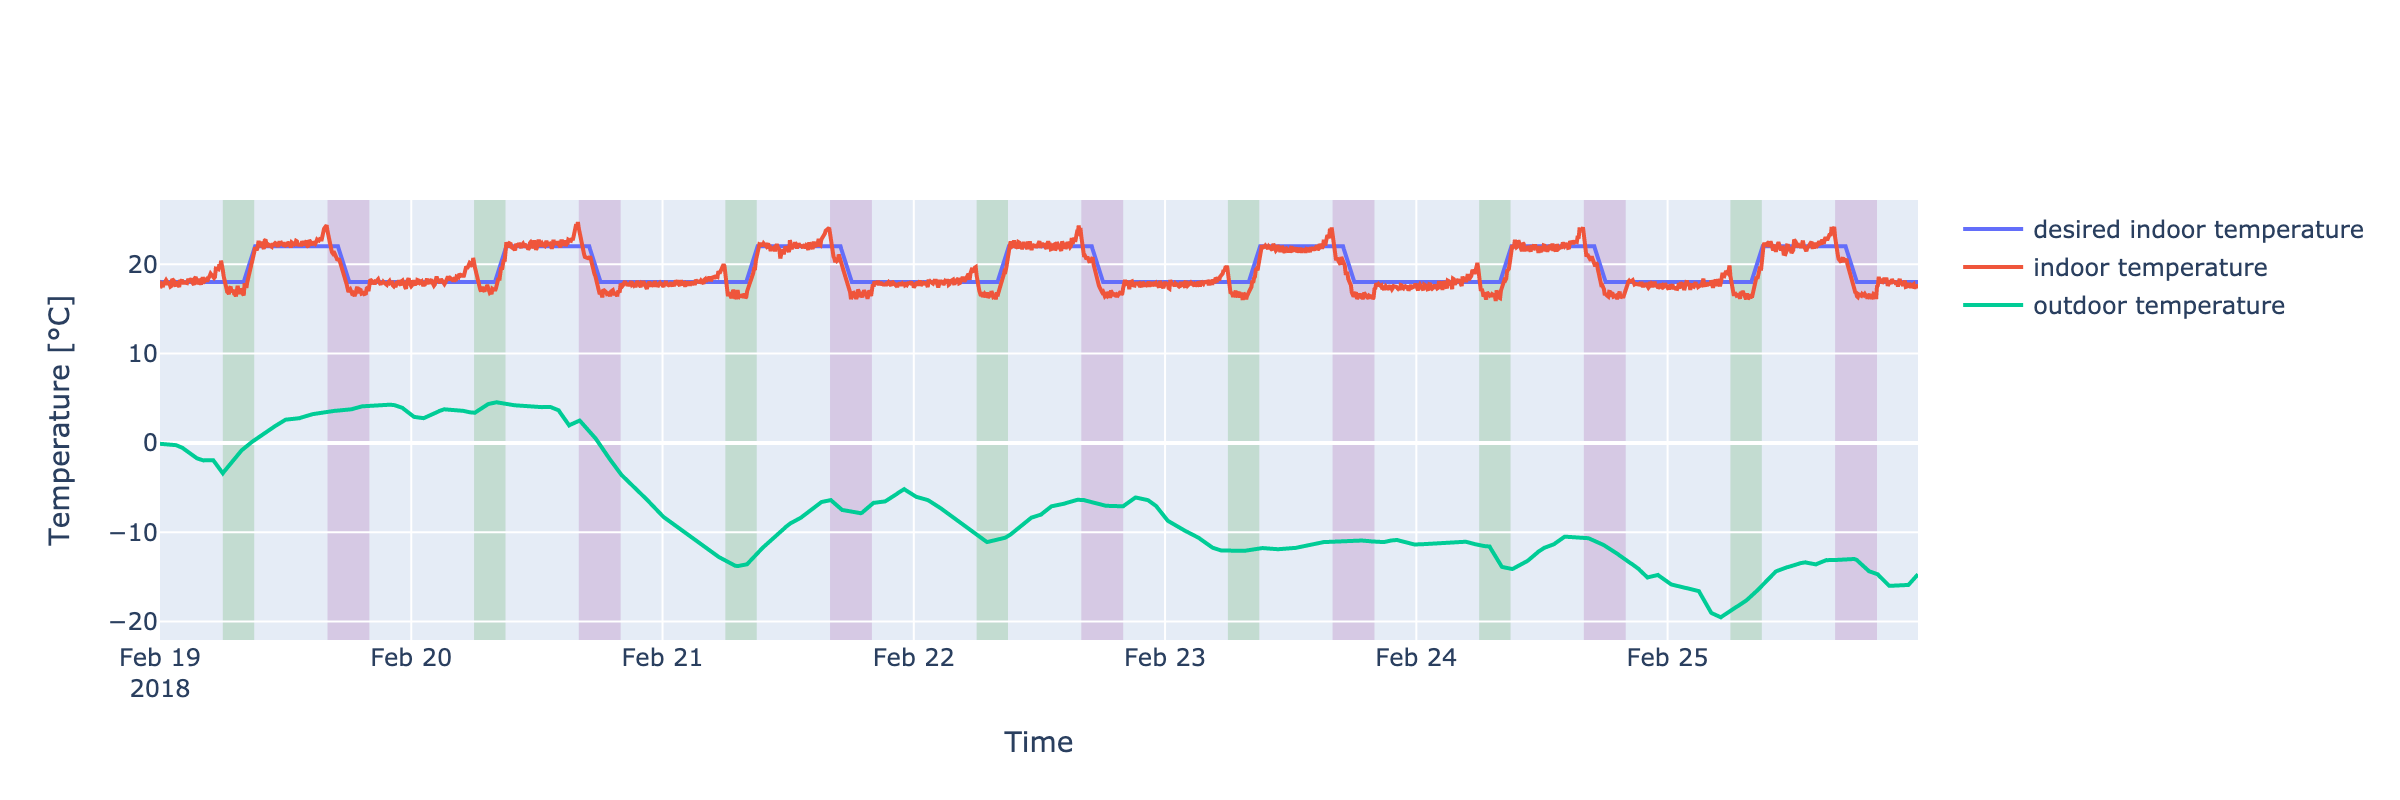 desired indoor temperature
indoor temperature
outdoor temperature
Temperature [°C]
20
10
0
−10
−20
Feb 19
2018
Feb 20
Feb 21
Feb 22
Feb 23
Feb 24
Feb 25
Time